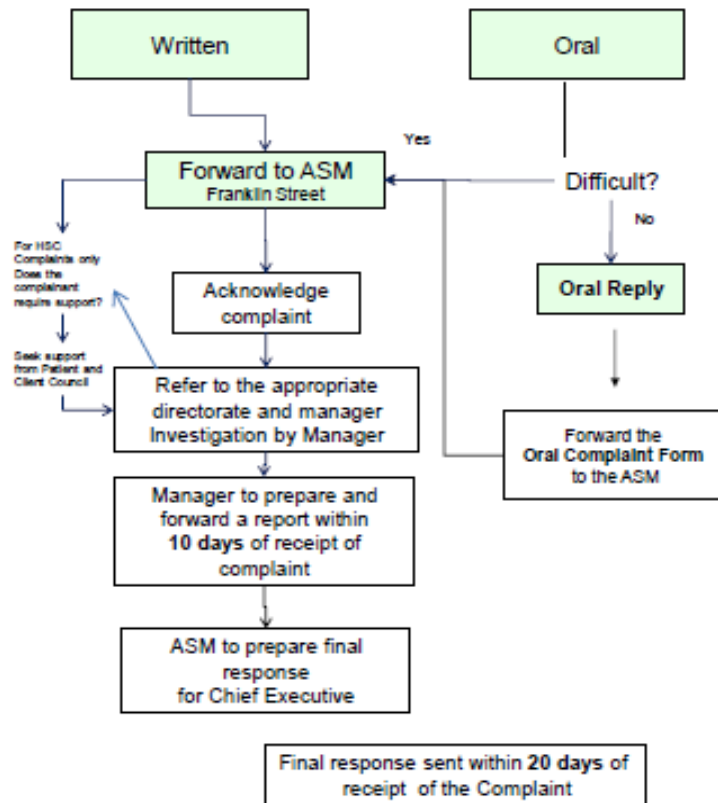 Written
Oral
Yes
Forward to ASM
Franklin Street
Difficult?
No
For HSC
Complaints only
Does the
complainant
require support?
Acknowledge
complaint
Oral Reply
Seek support
from Patient and
Client Council
Refer to the appropriate
directorate and manager
Investigation by Manager
Forward the
Oral Complaint Form
to the ASM
Manager to prepare and
forward a report within
10 days of receipt of
complaint
ASM to prepare final
response
for Chief Executive
Final response sent within 20 days of
receipt of the Complaint